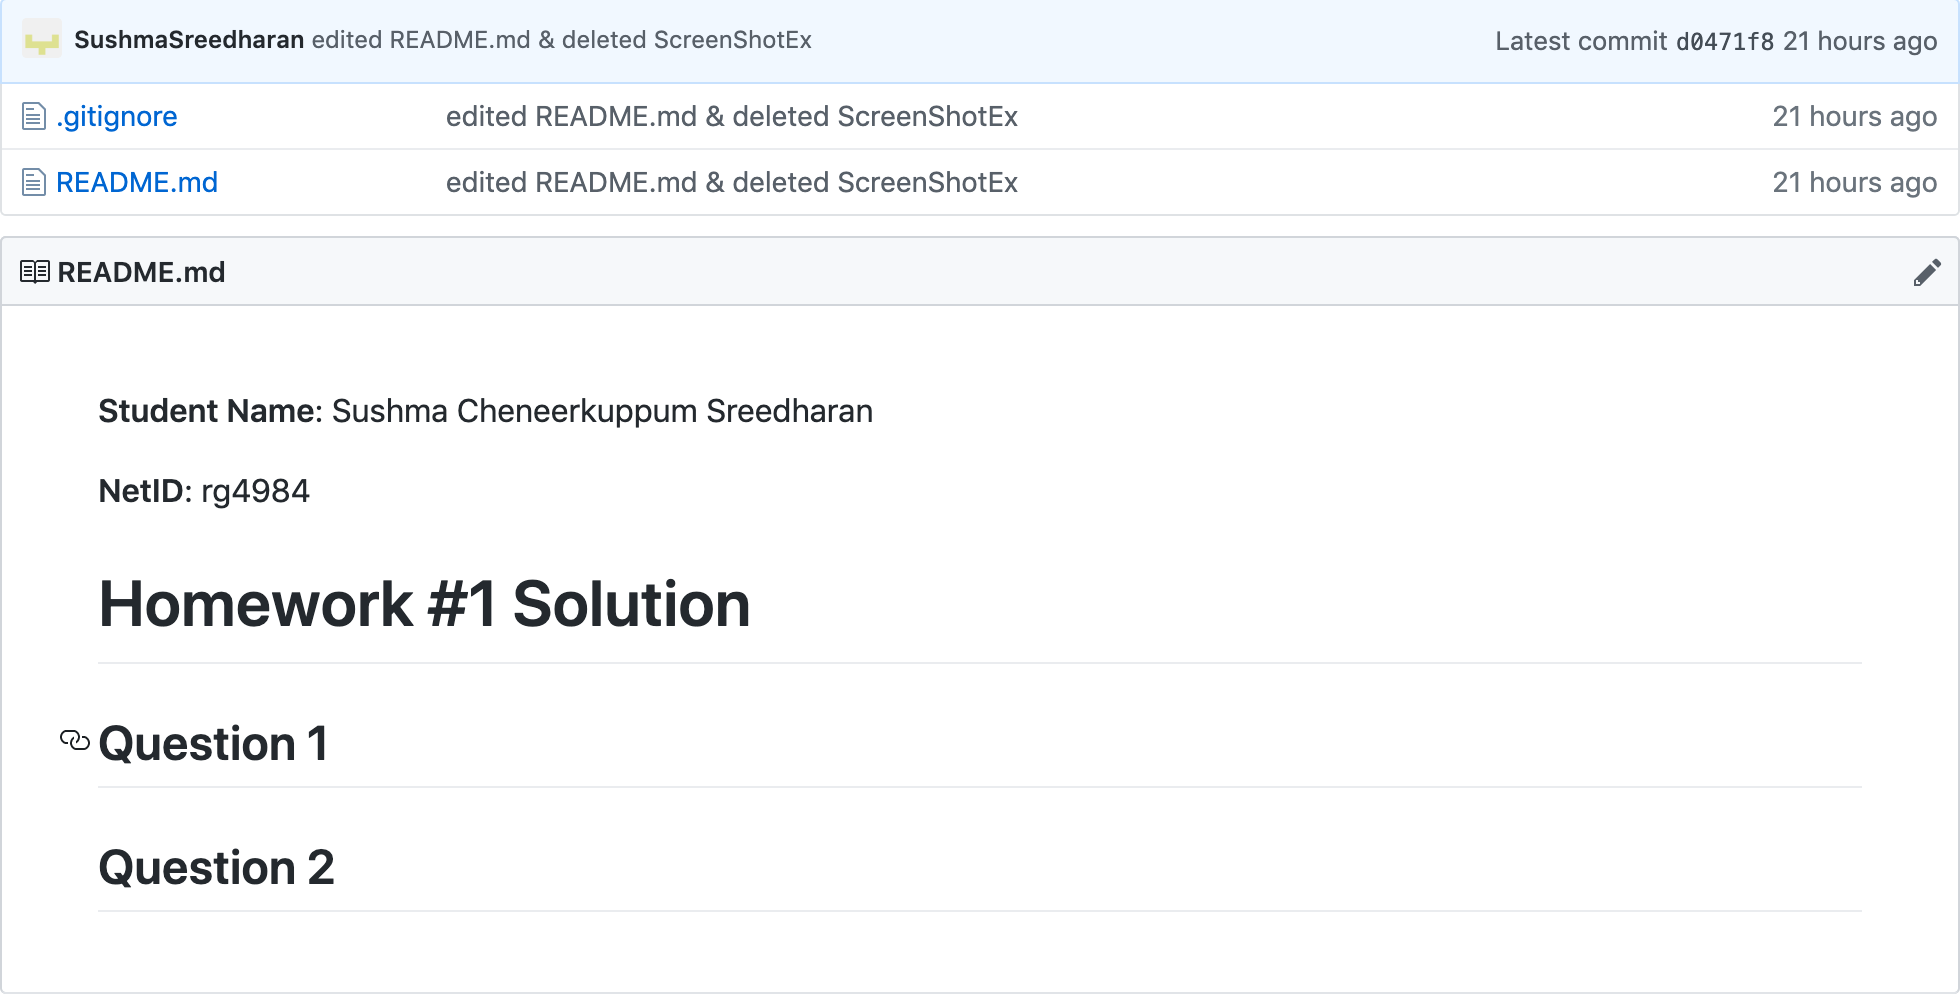 SushmaSreedharan edited README.md & deleted ScreenShotEx Latest commit d0471f8 21 hours ago
.gitignore edited README.md & deleted ScreenShotEx 21 hours ago
README.md edited README.md & deleted ScreenShotEx 21 hours ago
README.md
Student Name: Sushma Cheneerkuppum Sreedharan
NetID: rg4984
Homework #1 Solution
Question 1
Question 2